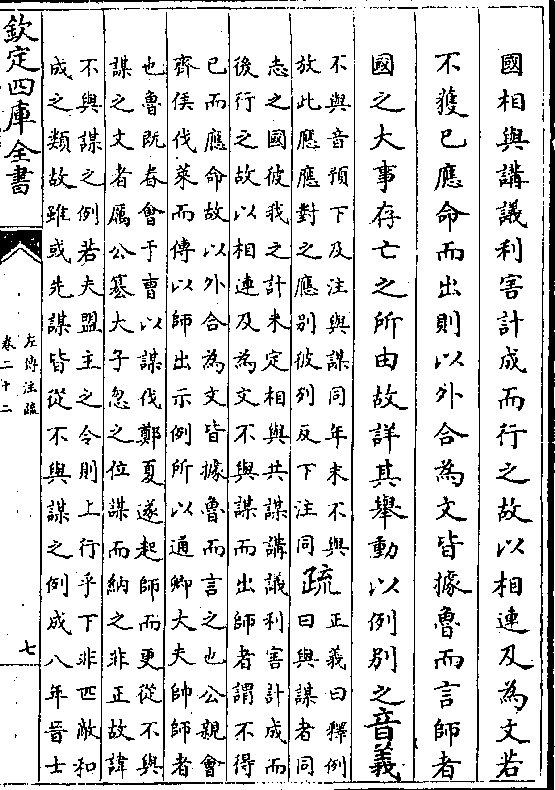 國相與講議利害計成而行之故以相連及為文若
不獲已應命而出則以外合為文皆據魯而言師者
國之大事存亡之所由故詳其舉動以例別之音義
不與音預下及注與謀同年末不與
放此應應對之應別彼列反下注同
疏
正義曰釋例
曰與謀者同
志之國彼我之計未定相與共謀講議利害計成而
後行之故以相連及為文不與謀而出師者謂不得
已而應命故以外合為文皆據魯而言之也公親會
齊侯伐萊而傳以師出示例所以通卿大夫帥師者
也魯既春會于曹以謀伐鄭夏遂起師而更從不與
謀之文者厲公簒大子忽之位謀而納之非正故諱
不與謀之例若夫盟主之令則上行乎下非匹敵和
成之類故雖或先謀皆從不與謀之例成八年晉士
欽定四庫全書
左傳注疏
卷二十二
七